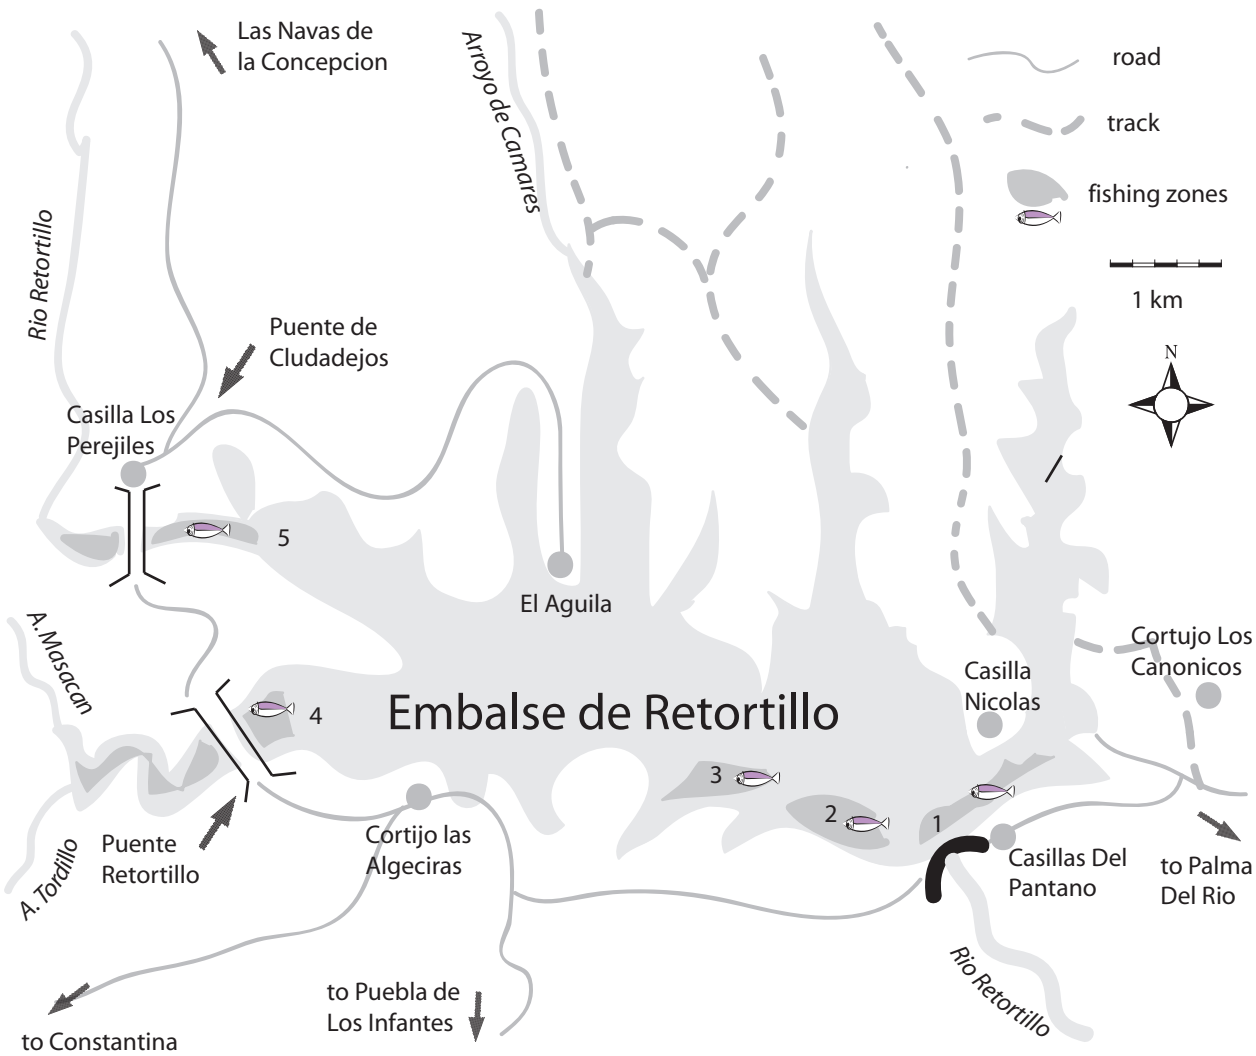 Las Navas de
la Concepcion
Arroyo de Camares
road
track
fishing zones
1 km
N
Rio Retortillo
Puente de
Cludadejos
Casilla Los
Perejiles
5
El Aguila
A. Masacan
Cortujo Los
Canonicos
Casilla
Nicolas
4
Embalse de Retortillo
3
2
1
Puente
Retortillo
A. Tordillo
Cortijo las
Algeciras
Casillas Del
Pantano
to Palma
Del Rio
Rio Retortillo
to Puebla de
Los Infantes
to Constantina